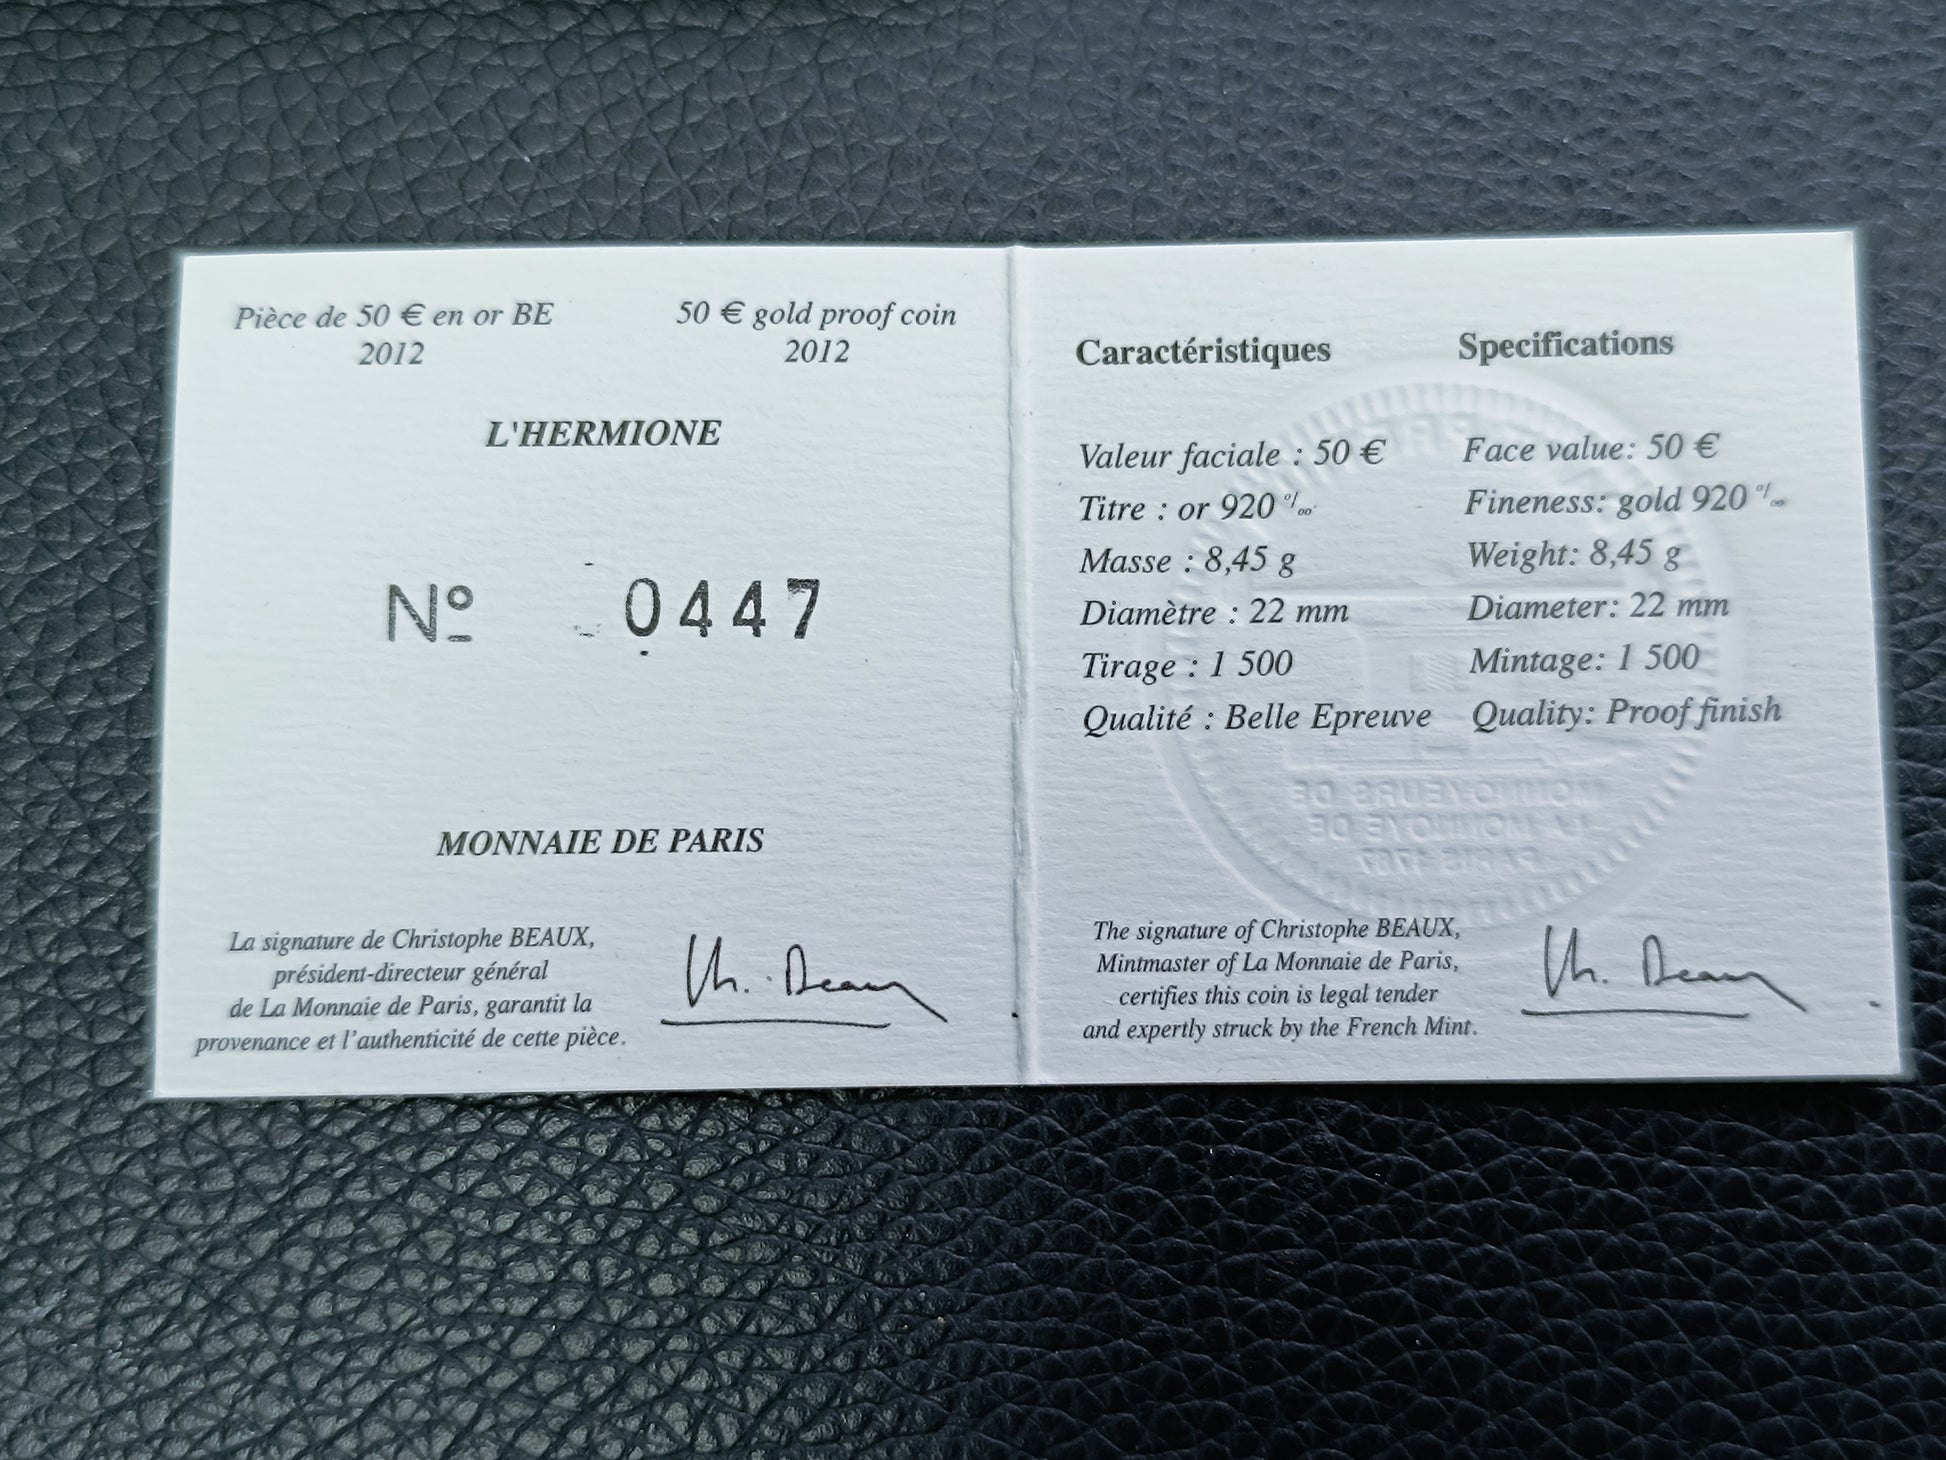 Pièce de 50 € en or BE
2012
50 € gold proof coin
2012
L'HERMIONE
Nº 0447
MONNAIE DE PARIS
La signature de Christophe BEAUX,
président-directeur général
de La Monnaie de Paris, garantit la
provenance et l'authenticité de cette pièce.
Ch. Beaux
Caractéristiques
Valeur faciale : 50 €
Titre : or 920 ‰
Masse : 8,45 g
Diamètre : 22 mm
Tirage : 1 500
Qualité : Belle Epreuve
Specifications
Face value: 50 €
Fineness: gold 920 ‰
Weight: 8,45 g
Diameter: 22 mm
Mintage: 1 500
Quality: Proof finish
The signature of Christophe BEAUX,
Mintmaster of La Monnaie de Paris,
certifies this coin is legal tender
and expertly struck by the French Mint.
Ch. Beaux